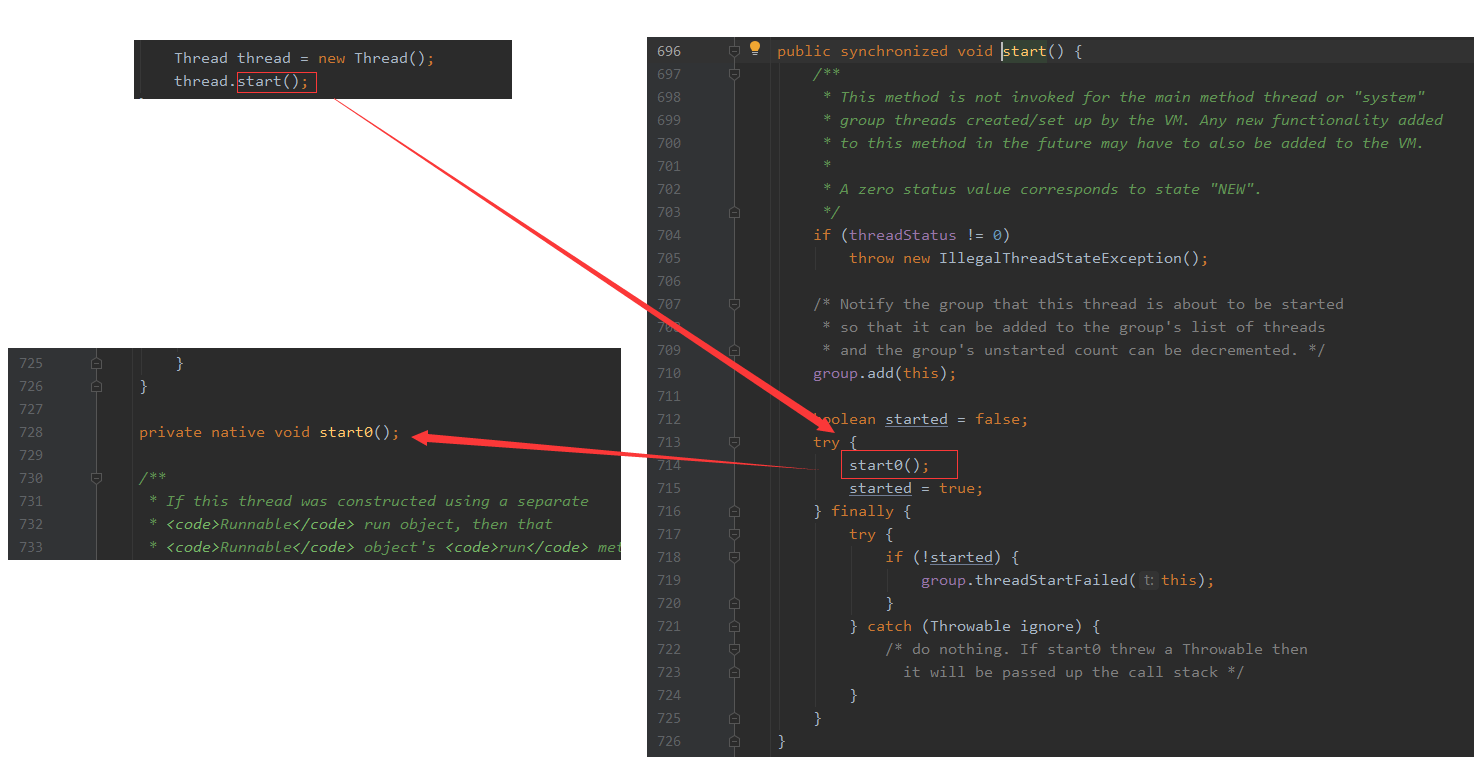 Thread thread = new Thread();
thread.start();
696 public synchronized void start() {
697 /**
698 * This method is not invoked for the main method thread or "system"
699 * group threads created/set up by the VM. Any new functionality added
700 * to this method in the future may have to also be added to the VM.
701 *
702 * A zero status value corresponds to state "NEW".
703 */
704 if (threadStatus != 0)
705 throw new IllegalThreadStateException();
706
707 /* Notify the group that this thread is about to be started
708 * so that it can be added to the group's list of threads
709 * and the group's unstarted count can be decremented. */
710 group.add(this);
711
712 boolean started = false;
713 try {
714 start0();
715 started = true;
716 } finally {
717 try {
718 if (!started) {
719 group.threadStartFailed( t: this);
720 }
721 } catch (Throwable ignore) {
722 /* do nothing. If start0 threw a Throwable then
723 it will be passed up the call stack */
724 }
725 }
726 }
725 }
726 }
727
728 private native void start0();
729
730 /**
731 * If this thread was constructed using a separate
732 * <code>Runnable</code> run object, then that
733 * <code>Runnable</code> object's <code>run</code> met